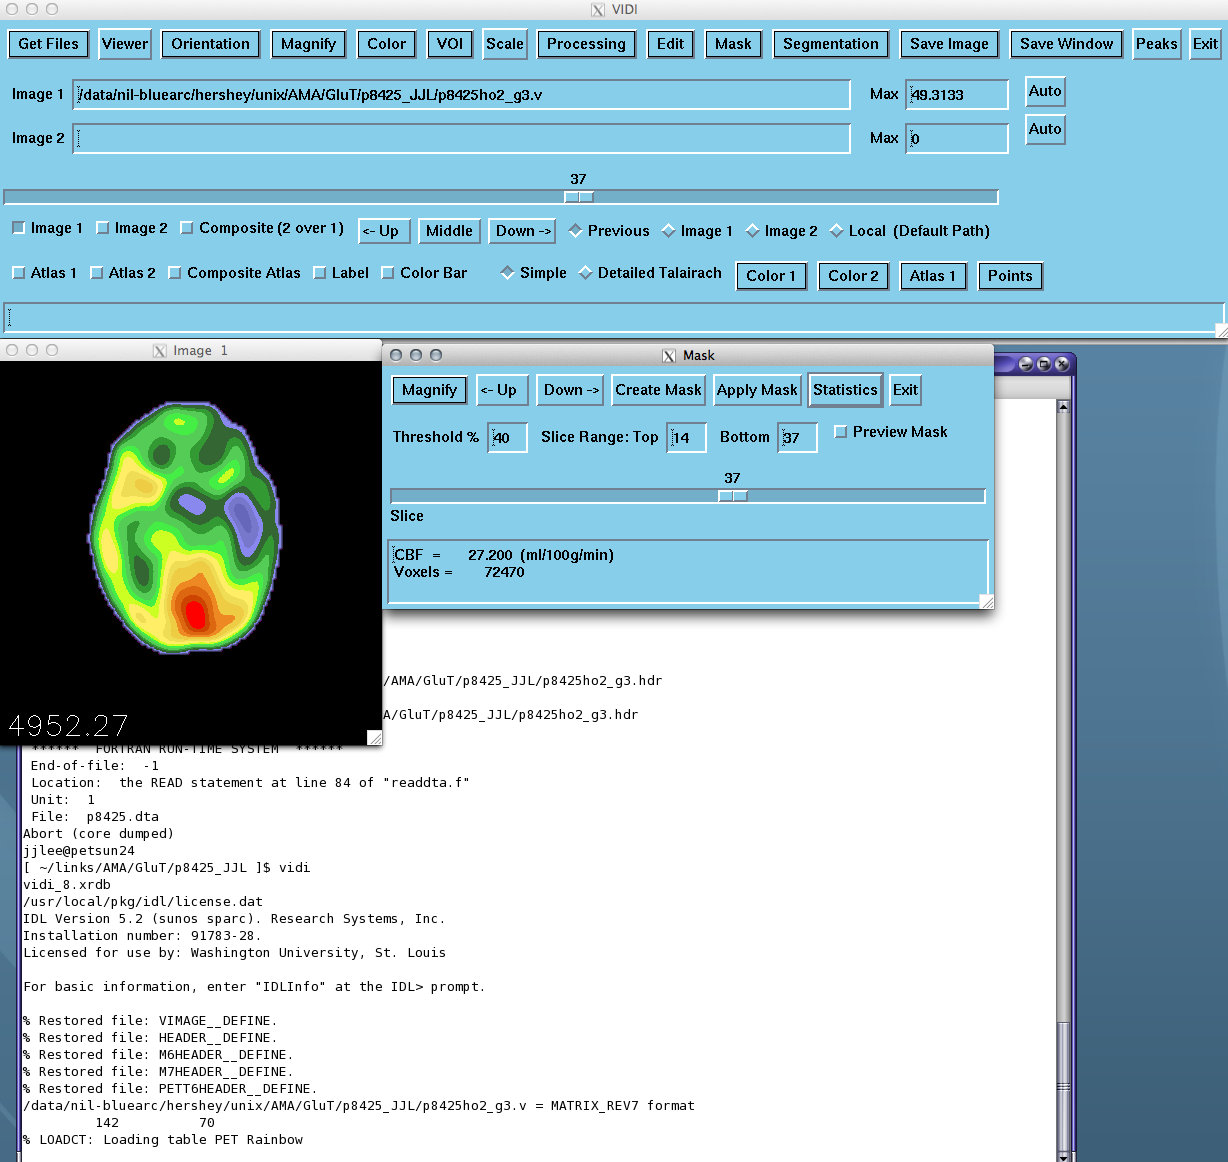 VIDI
Get Files Viewer Orientation Magnify Color VOI Scale Processing Edit Mask Segmentation Save Image Save Window Peaks Exit
Image 1 /data/nil-bluearc/hershey/unix/AMA/GluT/p8425_JJL/p8425ho2_g3.v Max 49.3133 Auto
Image 2 Max 0 Auto
37
Image 1 Image 2 Composite (2 over 1) <- Up Middle Down -> Previous Image 1 Image 2 Local (Default Path)
Atlas 1 Atlas 2 Composite Atlas Label Color Bar Simple Detailed Talairach Color 1 Color 2 Atlas 1 Points
Image 1
4952.27
Mask
Magnify <- Up Down -> Create Mask Apply Mask Statistics Exit
Threshold % 40 Slice Range: Top 14 Bottom 37 Preview Mask
37
Slice
CBF = 27.200 (ml/100g/min)
Voxels = 72470
/AMA/GluT/p8425_JJL/p8425ho2_g3.hdr
A/GluT/p8425_JJL/p8425ho2_g3.hdr
****** FORTRAN RUN-TIME SYSTEM ******
End-of-file: -1
Location: the READ statement at line 84 of "readdta.f"
Unit: 1
File: p8425.dta
Abort (core dumped)
jjlee@petsun24
[ ~/links/AMA/GluT/p8425_JJL ]$ vidi
vidi_8.xrdb
/usr/local/pkg/idl/license.dat
IDL Version 5.2 (sunos sparc). Research Systems, Inc.
Installation number: 91783-28.
Licensed for use by: Washington University, St. Louis
For basic information, enter "IDLInfo" at the IDL> prompt.
% Restored file: VIMAGE__DEFINE.
% Restored file: HEADER__DEFINE.
% Restored file: M6HEADER__DEFINE.
% Restored file: M7HEADER__DEFINE.
% Restored file: PETT6HEADER__DEFINE.
/data/nil-bluearc/hershey/unix/AMA/GluT/p8425_JJL/p8425ho2_g3.v = MATRIX_REV7 format
142 70
% LOADCT: Loading table PET Rainbow